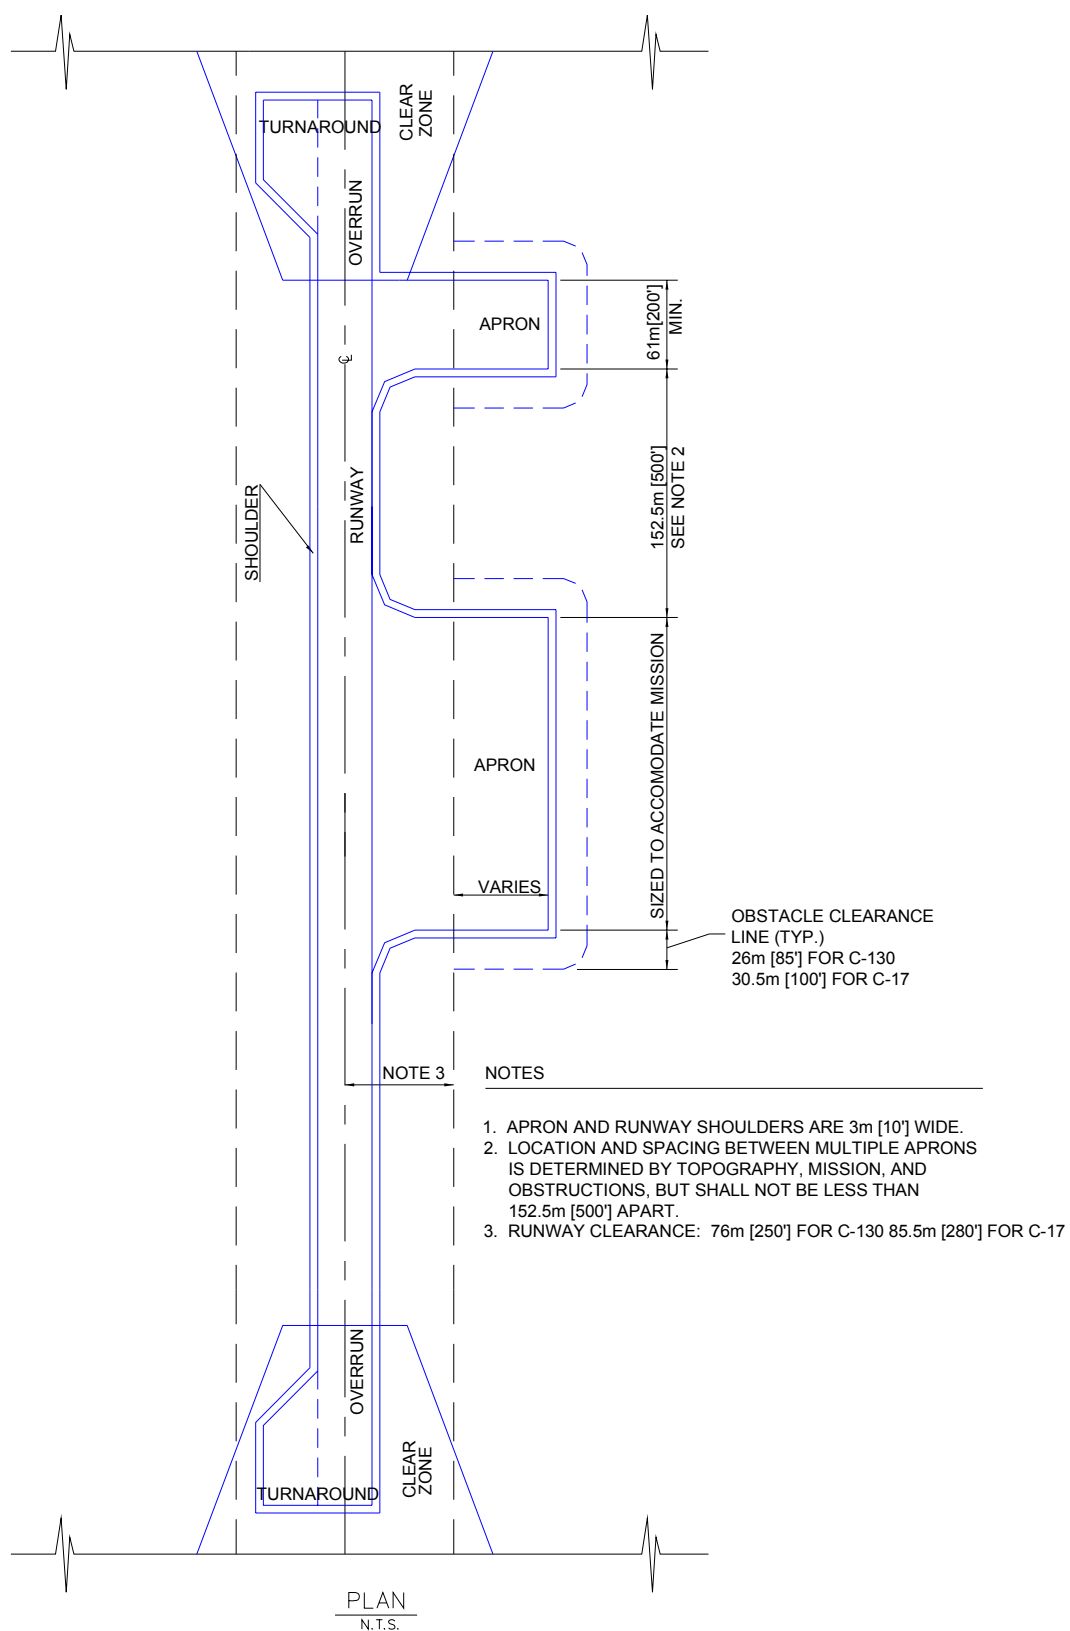 CLEAR
ZONE
TURNAROUND
OVERRUN
APRON
61m[200']
MIN.
℄
RUNWAY
SHOULDER
152.5m [500']
SEE NOTE 2
SIZED TO ACCOMODATE MISSION
APRON
VARIES
OBSTACLE CLEARANCE
LINE (TYP.)
26m [85'] FOR C-130
30.5m [100'] FOR C-17
NOTE 3
NOTES
1. APRON AND RUNWAY SHOULDERS ARE 3m [10'] WIDE.
2. LOCATION AND SPACING BETWEEN MULTIPLE APRONS
IS DETERMINED BY TOPOGRAPHY, MISSION, AND
OBSTRUCTIONS, BUT SHALL NOT BE LESS THAN
152.5m [500'] APART.
3. RUNWAY CLEARANCE: 76m [250'] FOR C-130 85.5m [280'] FOR C-17
OVERRUN
CLEAR
ZONE
TURNAROUND
PLAN
N.T.S.